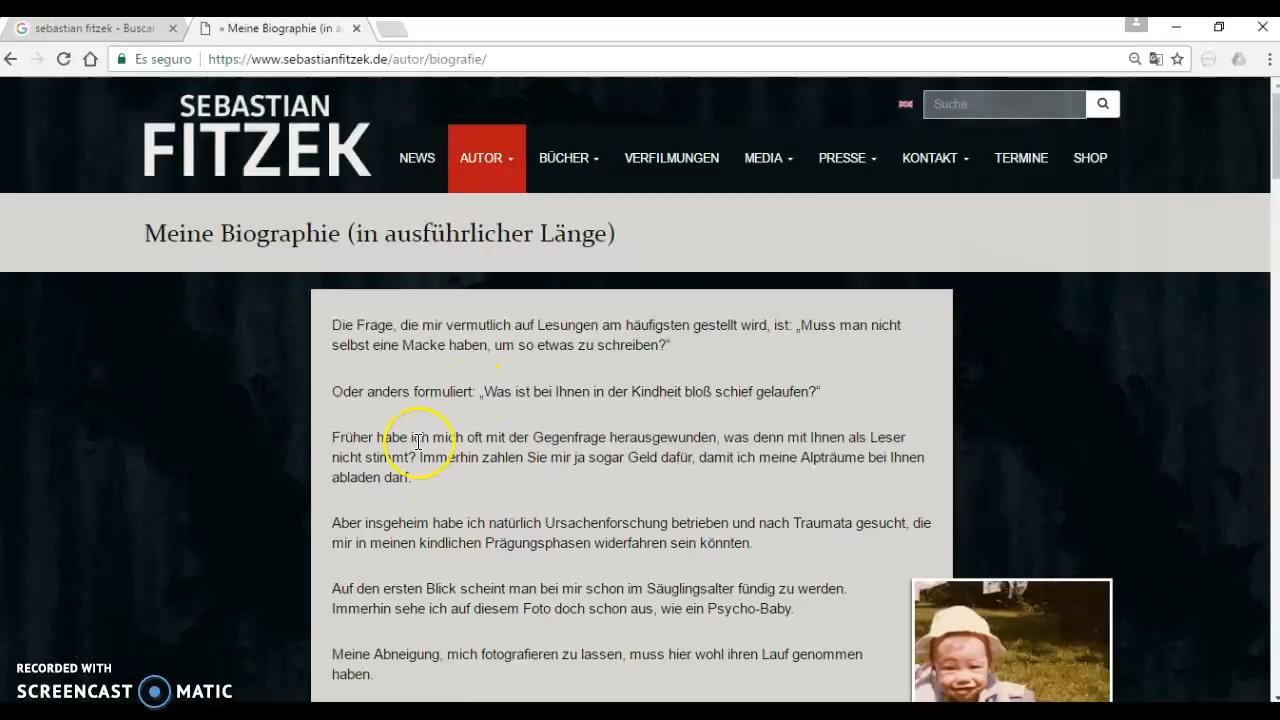 sebastian fitzek - Busca
» Meine Biographie (in a
Es seguro
https://www.sebastianfitzek.de/autor/biografie/
SEBASTIAN
FITZEK
Suche
NEWS AUTOR BÜCHER VERFILMUNGEN MEDIA PRESSE KONTAKT TERMINE SHOP
Meine Biographie (in ausführlicher Länge)
Die Frage, die mir vermutlich auf Lesungen am häufigsten gestellt wird, ist: „Muss man nicht
selbst eine Macke haben, um so etwas zu schreiben?“
Oder anders formuliert: „Was ist bei Ihnen in der Kindheit bloß schief gelaufen?“
Früher habe ich mich oft mit der Gegenfrage herausgewunden, was denn mit Ihnen als Leser
nicht stimmt? Immerhin zahlen Sie mir ja sogar Geld dafür, damit ich meine Alpträume bei Ihnen
abladen darf.
Aber insgeheim habe ich natürlich Ursachenforschung betrieben und nach Traumata gesucht, die
mir in meinen kindlichen Prägungsphasen widerfahren sein könnten.
Auf den ersten Blick scheint man bei mir schon im Säuglingsalter fündig zu werden.
Immerhin sehe ich auf diesem Foto doch schon aus, wie ein Psycho-Baby.
Meine Abneigung, mich fotografieren zu lassen, muss hier wohl ihren Lauf genommen
haben.
RECORDED WITH
SCREENCAST MATIC